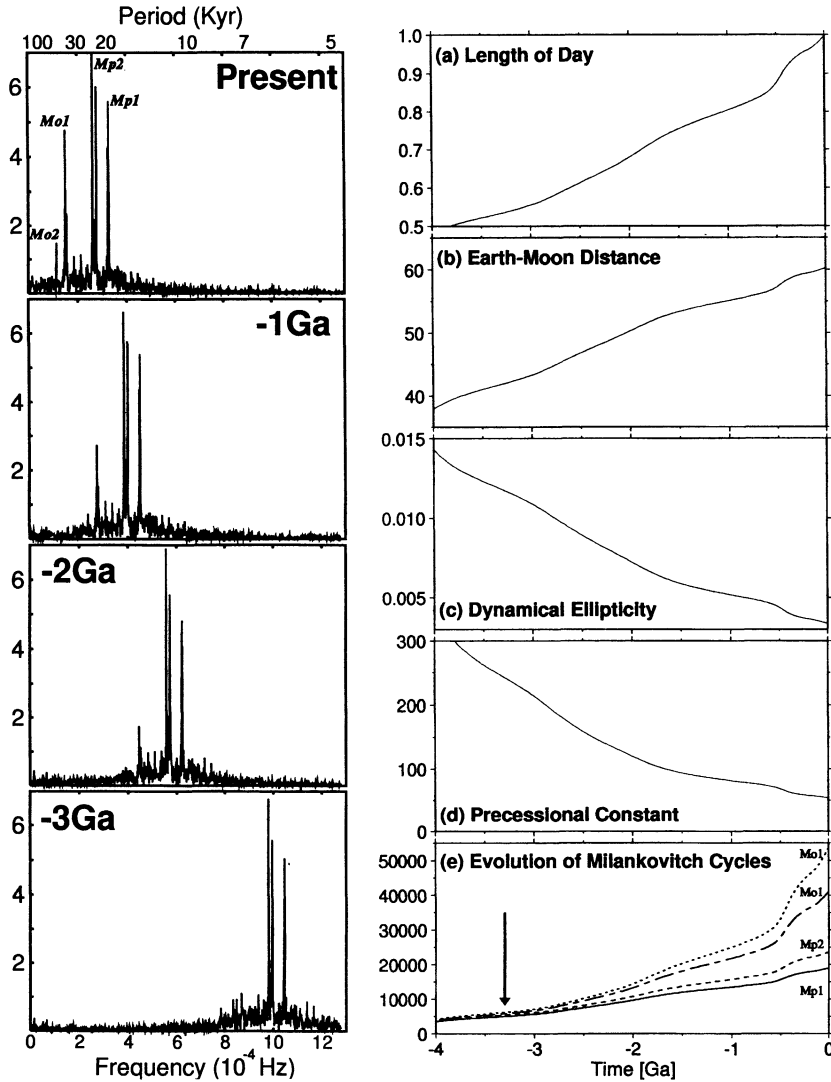 Period (Kyr)
100 30 20 10 7 5
Present
Mp2
Mp1
Mo1
Mo2
6
4
2
-1Ga
6
4
2
-2Ga
6
4
2
-3Ga
6
4
2
0 2 4 6 8 10 12
Frequency (10⁻⁴ Hz)
(a) Length of Day
1.0
0.9
0.8
0.7
0.6
0.5
(b) Earth-Moon Distance
60
50
40
(c) Dynamical Ellipticity
0.015
0.010
0.005
(d) Precessional Constant
300
200
100
0
(e) Evolution of Milankovitch Cycles
50000
40000
30000
20000
10000
0
Mo1
Mo1
Mp2
Mp1
-4 -3 -2 -1 0
Time [Ga]